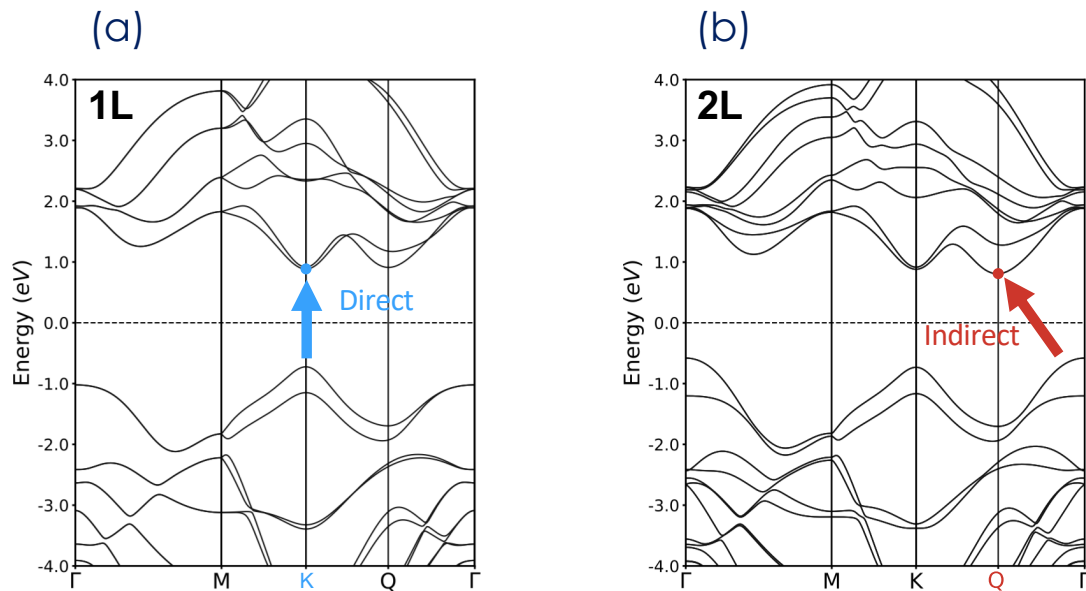 (a)
1L
4.0
3.0
2.0
1.0
0.0
-1.0
-2.0
-3.0
-4.0
Energy (eV)
Direct
Γ M K Q Γ
(b)
2L
4.0
3.0
2.0
1.0
0.0
-1.0
-2.0
-3.0
-4.0
Energy (eV)
Indirect
Γ M K Q Γ